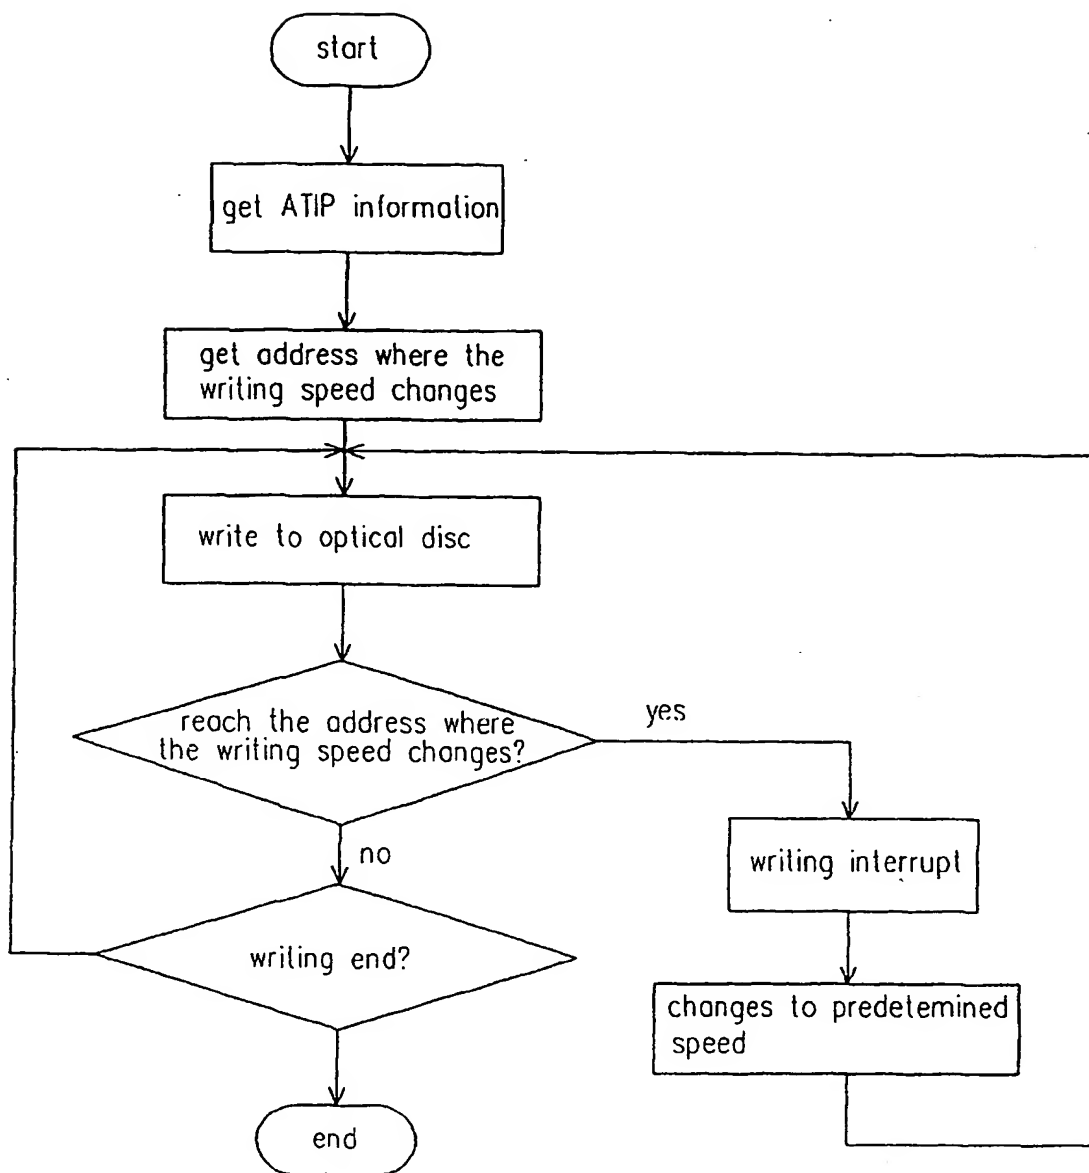 start
get ATIP information
get address where the
writing speed changes
write to optical disc
reach the address where
the writing speed changes?
yes
no
writing interrupt
writing end?
changes to predetemined
speed
end